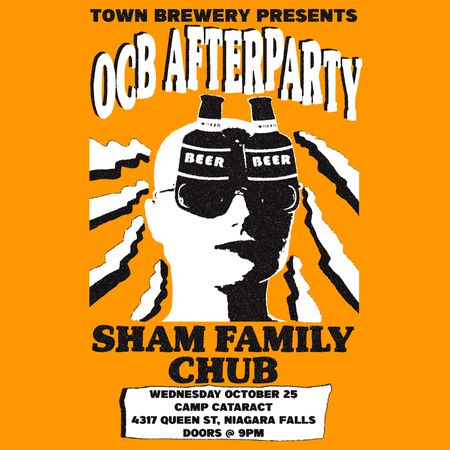 TOWN BREWERY PRESENTS
OCB AFTERPARTY
BEER BEER
SHAM FAMILY
CHUB
WEDNESDAY OCTOBER 25
CAMP CATARACT
4317 QUEEN ST, NIAGARA FALLS
DOORS @ 9PM